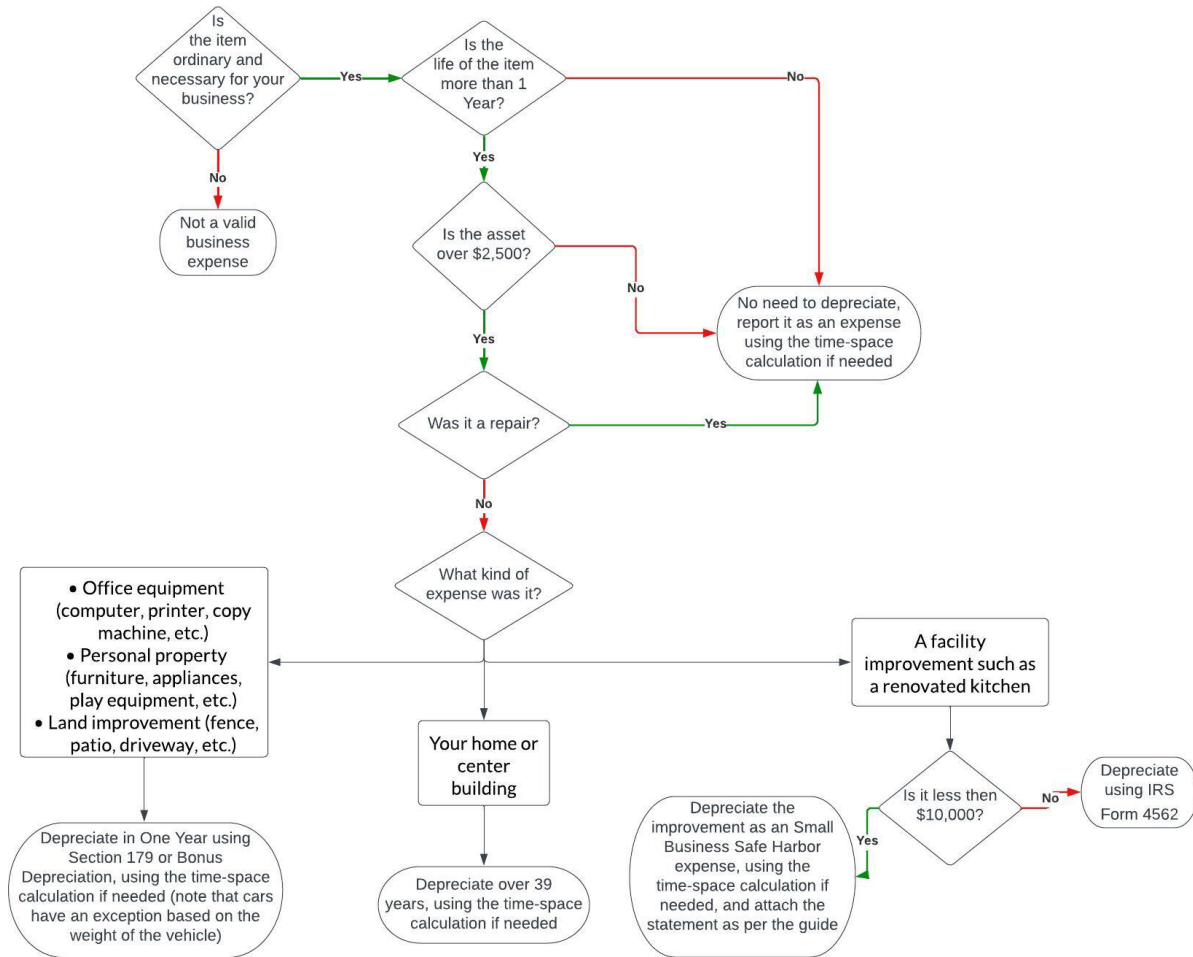 Is
the item
ordinary and
necessary for your
business?
Yes
Is the
life of the item
more than 1
Year?
No
No
Yes
Not a valid
business
expense
Is the asset
over $2,500?
No
No need to depreciate,
report it as an expense
using the time-space
calculation if needed
Yes
Was it a repair?
Yes
No
What kind of
expense was it?
• Office equipment
(computer, printer, copy
machine, etc.)
• Personal property
(furniture, appliances,
play equipment, etc.)
• Land improvement (fence,
patio, driveway, etc.)
Your home or
center
building
A facility
improvement such as
a renovated kitchen
Depreciate in One Year using
Section 179 or Bonus
Depreciation, using the time-space
calculation if needed (note that cars
have an exception based on the
weight of the vehicle)
Depreciate over 39
years, using the time-space
calculation if needed
Is it less then
$10,000?
No
Depreciate
using IRS
Form 4562
Yes
Depreciate the
improvement as an Small
Business Safe Harbor
expense, using the
time-space calculation if
needed, and attach the
statement as per the guide